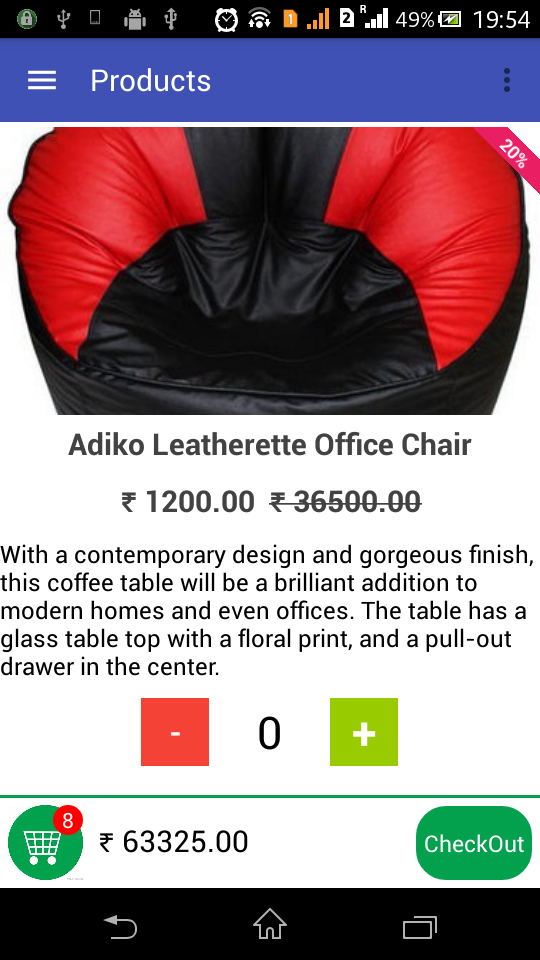 1 2 R 49% 19:54
Products
20%
Adiko Leatherette Office Chair
₹ 1200.00 ₹ 36500.00
With a contemporary design and gorgeous finish,
this coffee table will be a brilliant addition to
modern homes and even offices. The table has a
glass table top with a floral print, and a pull-out
drawer in the center.
- 0 +
8
₹ 63325.00 CheckOut